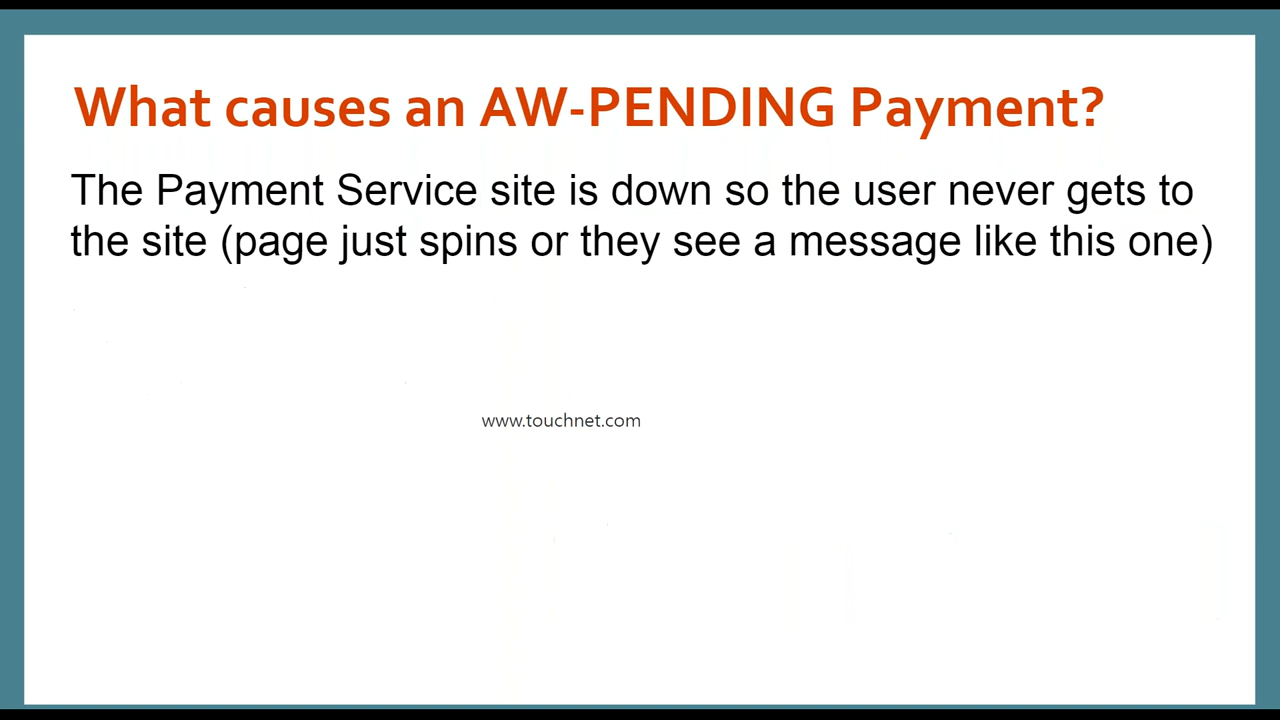 What causes an AW-PENDING Payment?
The Payment Service site is down so the user never gets to
the site (page just spins or they see a message like this one)
www.touchnet.com